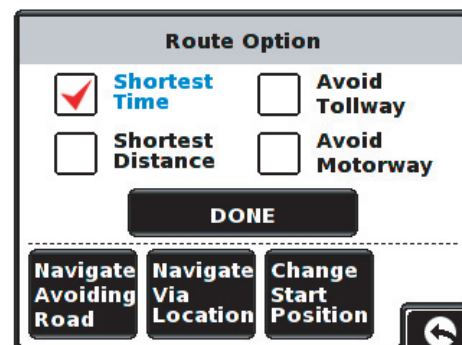 Route Option
Shortest
Time
Avoid
Tollway
Shortest
Distance
Avoid
Motorway
DONE
Navigate
Avoiding
Road
Navigate
Via
Location
Change
Start
Position